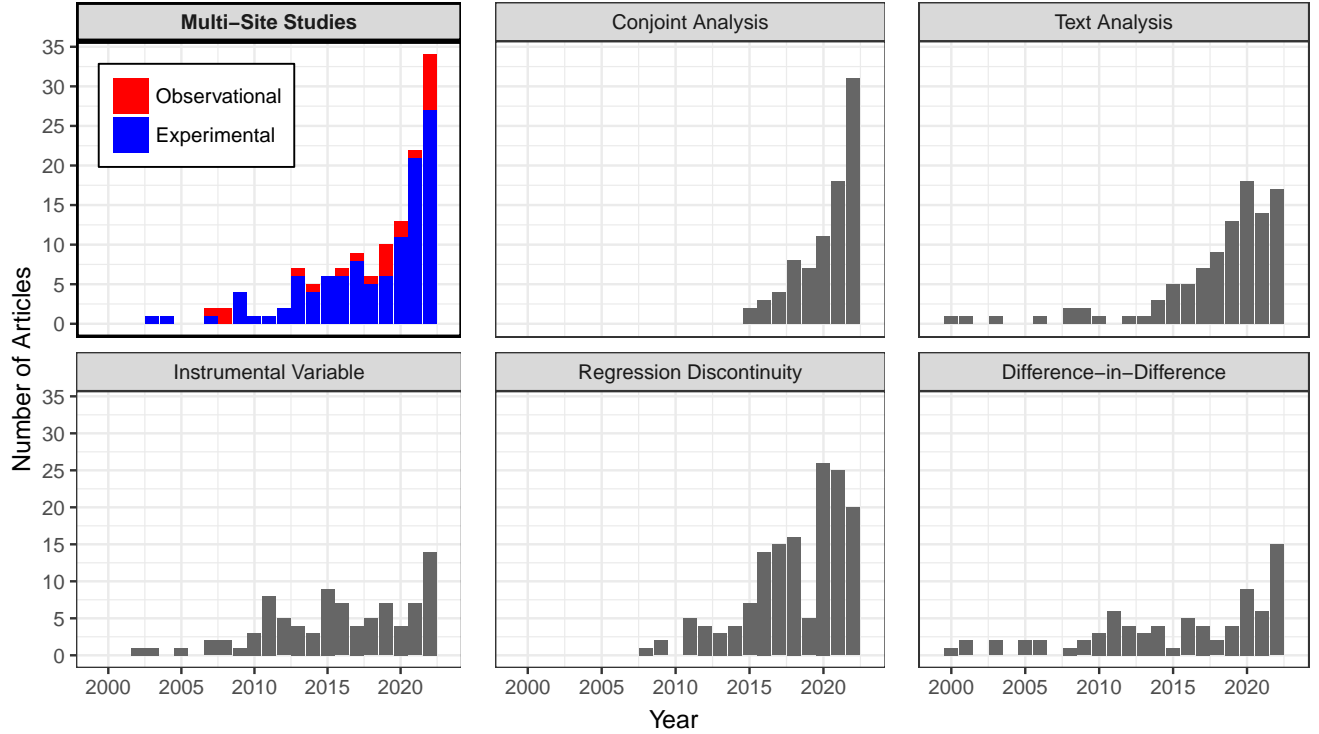 Multi−Site Studies
Conjoint Analysis
Text Analysis
35
30
25
20
15
10
5
0
Observational
Experimental
Number of Articles
Instrumental Variable
Regression Discontinuity
Difference−in−Difference
35
30
25
20
15
10
5
0
2000 2005 2010 2015 2020
2000 2005 2010 2015 2020
2000 2005 2010 2015 2020
Year